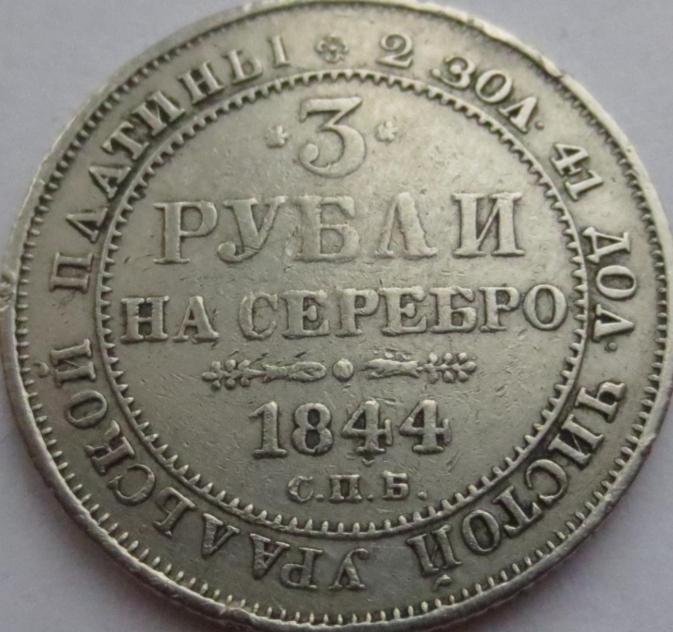 2 ЗОЛ· 41 ДОЛ· ЧИСТОЙ УРАЛЬСКОЙ ПЛАТИНЫ
3
РУБЛИ
НА СЕРЕБРО
1844
С.П.Б.